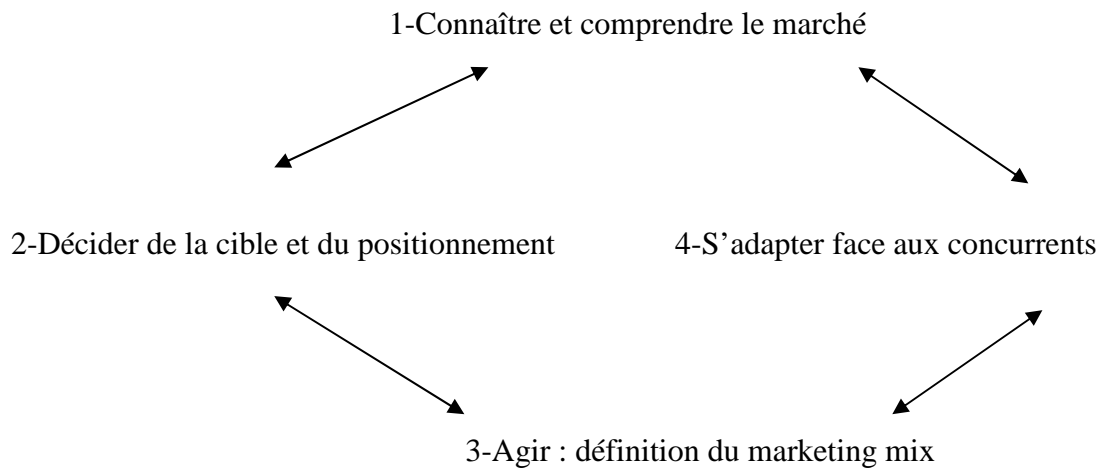 1-Connaître et comprendre le marché
2-Décider de la cible et du positionnement
4-S’adapter face aux concurrents
3-Agir : définition du marketing mix